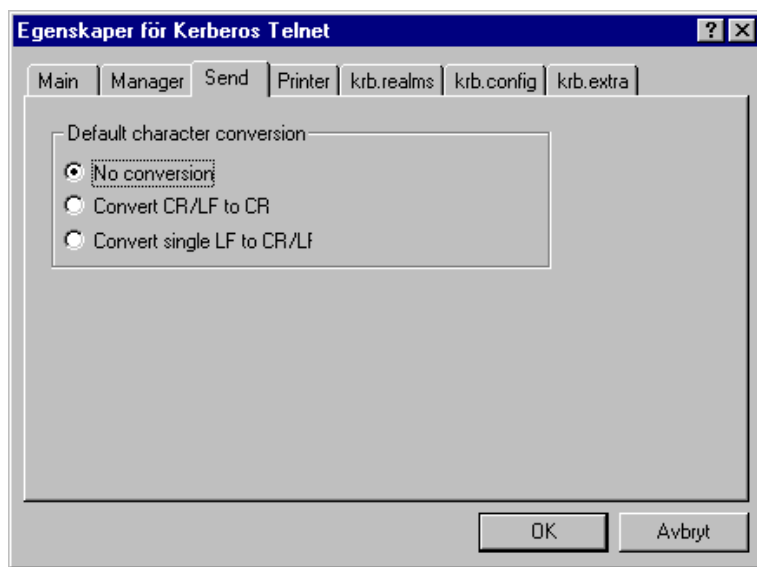 Egenskaper för Kerberos Telnet
Main Manager Send Printer krb.realms krb.config krb.extra
Default character conversion
No conversion
Convert CR/LF to CR
Convert single LF to CR/LF
OK Avbryt